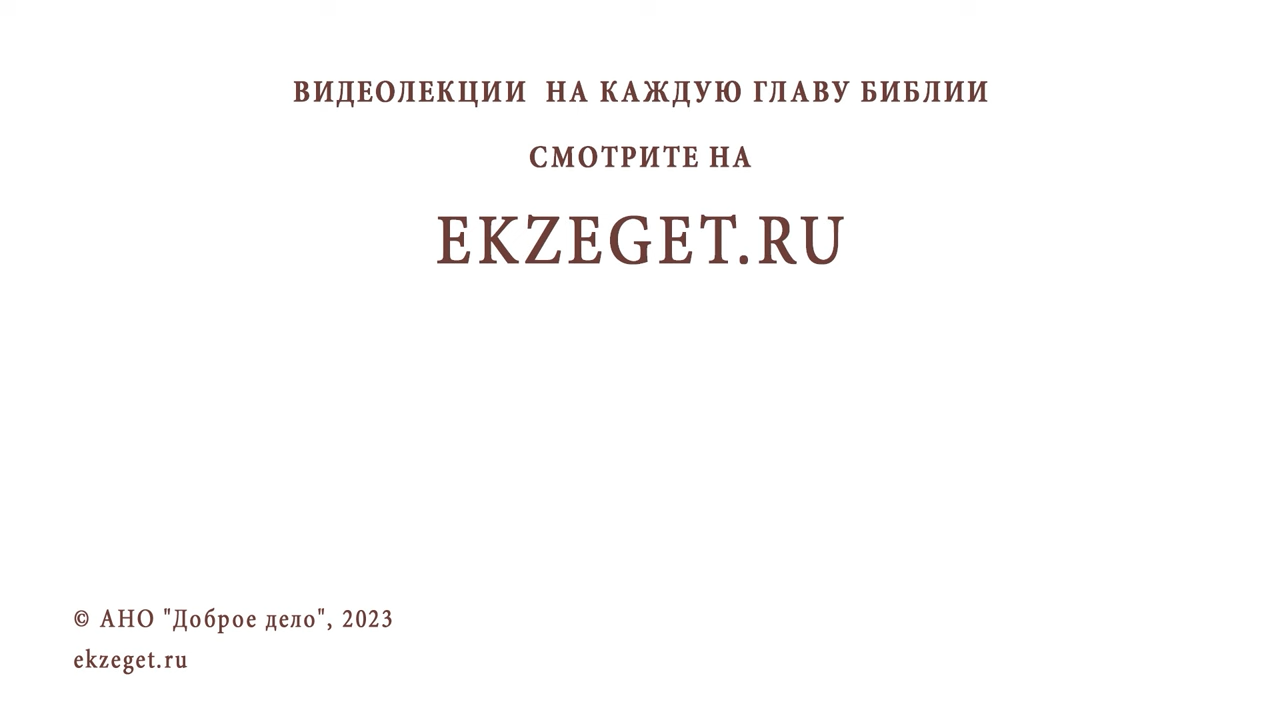 ВИДЕОЛЕКЦИИ НА КАЖДУЮ ГЛАВУ БИБЛИИ
СМОТРИТЕ НА
EKZEGET.RU
© АНО "Доброе дело", 2023
ekzeget.ru